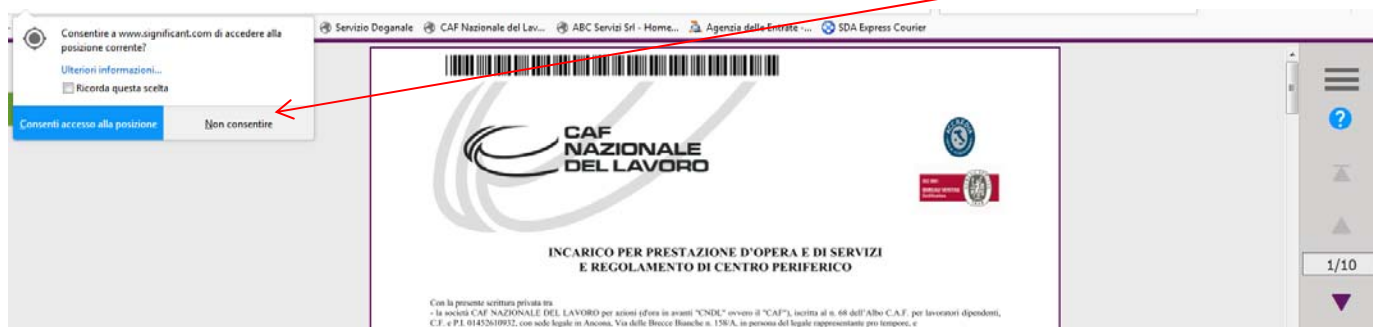 Consentire a www.significant.com di accedere alla
posizione corrente?
Ulteriori informazioni...
Ricorda questa scelta
Consenti accesso alla posizione
Non consentire
Servizio Doganale
CAF Nazionale del Lav...
ABC Servizi Srl - Home...
Agenzia delle Entrate -...
SDA Express Courier
CAF
NAZIONALE
DEL LAVORO
ACCREDIA
BUREAU VERITAS
Certification
INCARICO PER PRESTAZIONE D'OPERA E DI SERVIZI
E REGOLAMENTO DI CENTRO PERIFERICO
Con la presente scrittura privata tra
- la società CAF NAZIONALE DEL LAVORO per azioni (d'ora in avanti "CNDL" ovvero il "CAF"), iscritta al n. 68 dell'Albo C.A.F. per lavoratori dipendenti,
C.F. e P.I. 01452610932, con sede legale in Ancona, Via delle Brecce Bianche n. 158/A, in persona del legale rappresentante pro tempore, e
?
1/10